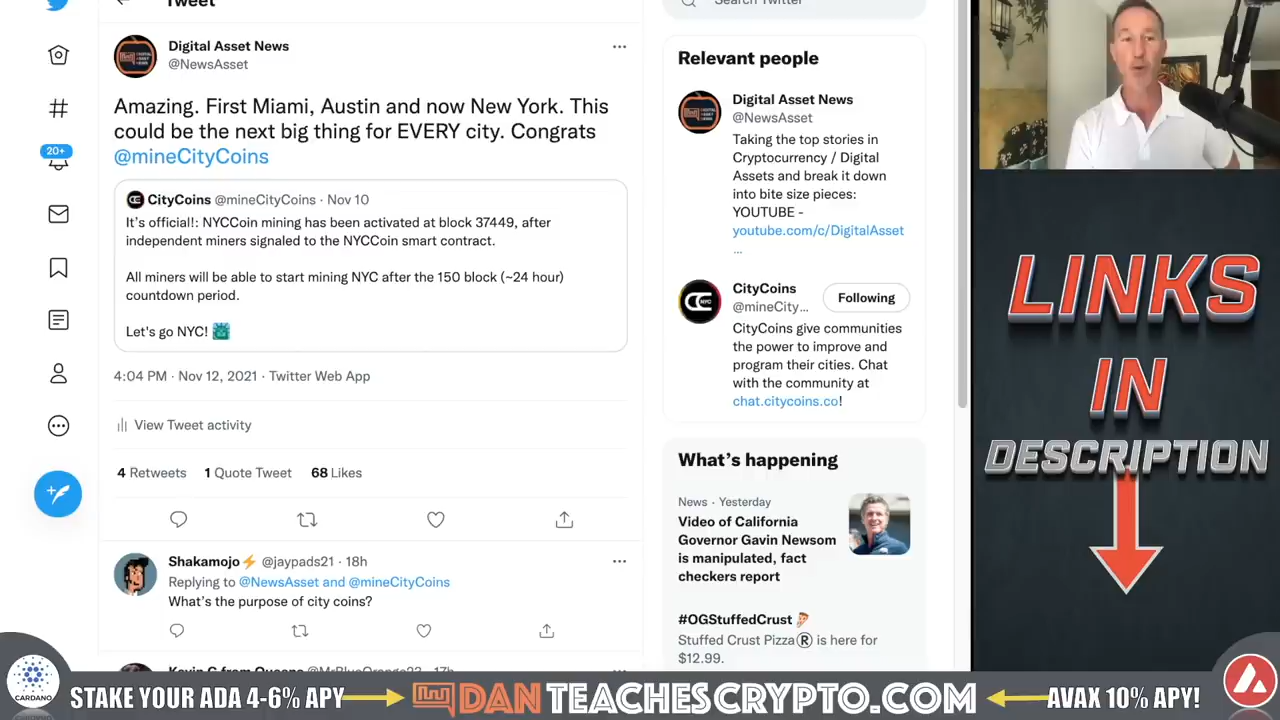 Tweet
Search Twitter
Digital Asset News
@NewsAsset
Amazing. First Miami, Austin and now New York. This
could be the next big thing for EVERY city. Congrats
@mineCityCoins
CityCoins @mineCityCoins · Nov 10
It's official!: NYCCoin mining has been activated at block 37449, after
independent miners signaled to the NYCCoin smart contract.
All miners will be able to start mining NYC after the 150 block (~24 hour)
countdown period.
Let's go NYC!
4:04 PM · Nov 12, 2021 · Twitter Web App
View Tweet activity
4 Retweets 1 Quote Tweet 68 Likes
Shakamojo⚡ @jaypads21 · 18h
Replying to @NewsAsset and @mineCityCoins
What's the purpose of city coins?
Kevin C from Queens @MrBlueOrange22 · 17h
20+
Relevant people
Digital Asset News
@NewsAsset
Taking the top stories in
Cryptocurrency / Digital
Assets and break it down
into bite size pieces:
YOUTUBE -
youtube.com/c/DigitalAsset
...
CityCoins
@mineCity...
Following
CityCoins give communities
the power to improve and
program their cities. Chat
with the community at
chat.citycoins.co!
What's happening
News · Yesterday
Video of California
Governor Gavin Newsom
is manipulated, fact
checkers report
#OGStuffedCrust 🍕
Stuffed Crust Pizza®️ is here for
$12.99.
LINKS
IN
DESCRIPTION
CARDANO
STAKE YOUR ADA 4-6% APY
DANTEACHESCRYPTO.COM
AVAX 10% APY!